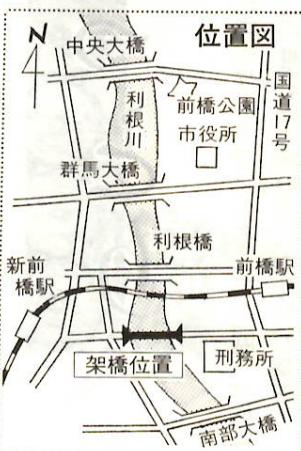 位置図
N
中央大橋
利根川
前橋公園
国道17号
市役所
群馬大橋
利根橋
新前橋駅
前橋駅
架橋位置
刑務所
南部大橋